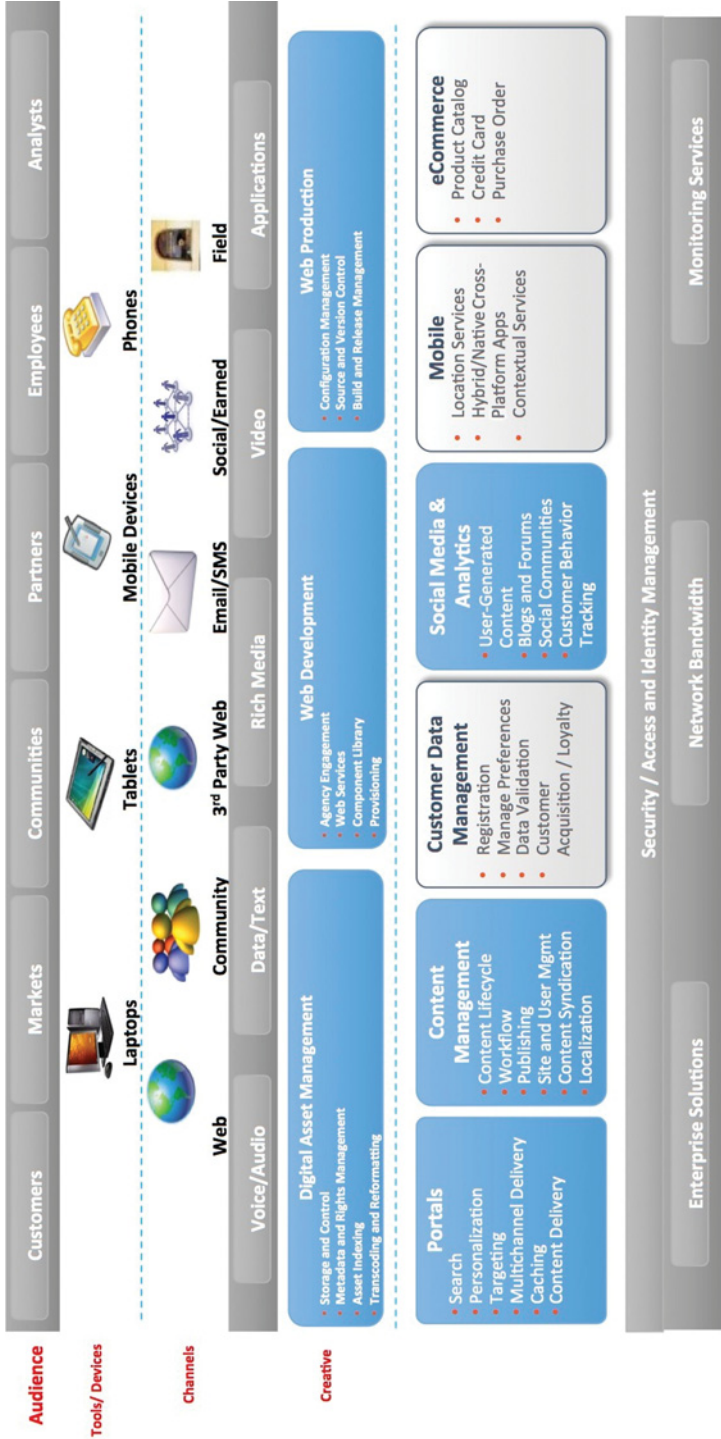 Audience
Customers
Markets
Communities
Partners
Employees
Analysts
Tools/ Devices
Laptops
Tablets
Mobile Devices
Phones
Channels
Web
Community
3rd Party Web
Email/SMS
Social/Earned
Field
Voice/Audio
Data/Text
Rich Media
Video
Applications
Creative
Digital Asset Management
• Storage and Control
• Metadata and Rights Management
• Asset Indexing
• Transcoding and Reformatting
Web Development
• Agency Engagement
• Web Services
• Component Library
• Provisioning
Web Production
• Configuration Management
• Source and Version Control
• Build and Release Management
Portals
• Search
• Personalization
• Targeting
• Multichannel Delivery
• Caching
• Content Delivery
Content
Management
• Content Lifecycle
• Workflow
• Publishing
• Site and User Mgmt
• Content Syndication
• Localization
Customer Data
Management
• Registration
• Manage Preferences
• Data Validation
• Customer
Acquisition / Loyalty
Social Media &
Analytics
• User-Generated
Content
• Blogs and Forums
• Social Communities
• Customer Behavior
Tracking
Mobile
• Location Services
• Hybrid/Native Cross-
Platform Apps
• Contextual Services
eCommerce
• Product Catalog
• Credit Card
• Purchase Order
Security / Access and Identity Management
Enterprise Solutions
Network Bandwidth
Monitoring Services